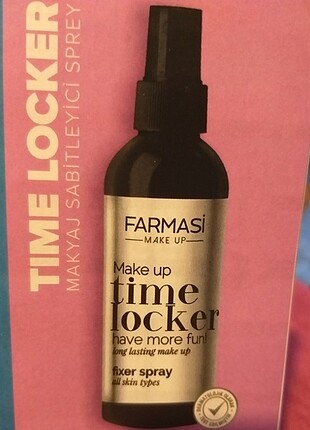 TIME LOCKER
MAKYAJ SABİTLEYİCİ SPREY
FARMASİ
MAKE UP
Make up
time
locker
have more fun!
long lasting make up
fixer spray
all skin types